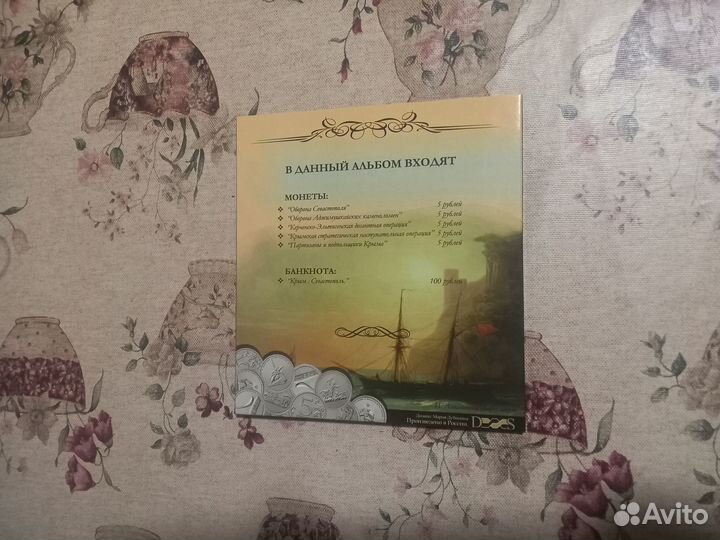 В ДАННЫЙ АЛЬБОМ ВХОДЯТ
МОНЕТЫ:
❖ "Оборона Севастополя" 5 рублей
❖ "Оборона Аджимушкайских каменоломен" 5 рублей
❖ "Керченско-Эльтигенская десантная операция" 5 рублей
❖ "Крымская стратегическая наступательная операция" 5 рублей
❖ "Партизаны и подпольщики Крыма" 5 рублей
БАНКНОТА:
❖ "Крым . Севастополь." 100 рублей
Дизайн: Мария
Произведено в России
Avito